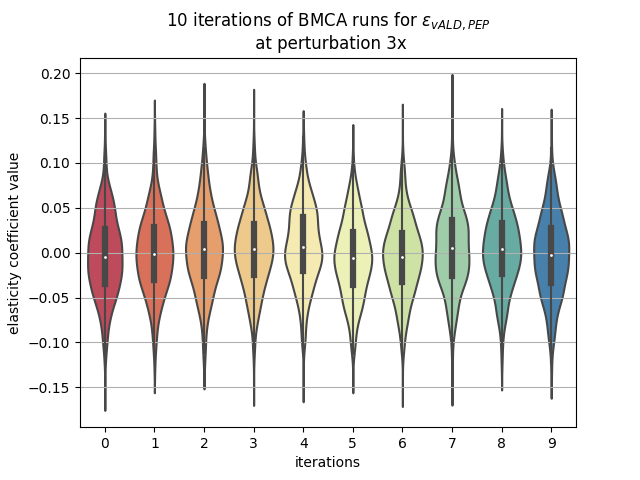 10 iterations of BMCA runs for ε_{vALD,PEP}
at perturbation 3x
elasticity coefficient value
0.20
0.15
0.10
0.05
0.00
−0.05
−0.10
−0.15
0 1 2 3 4 5 6 7 8 9
iterations